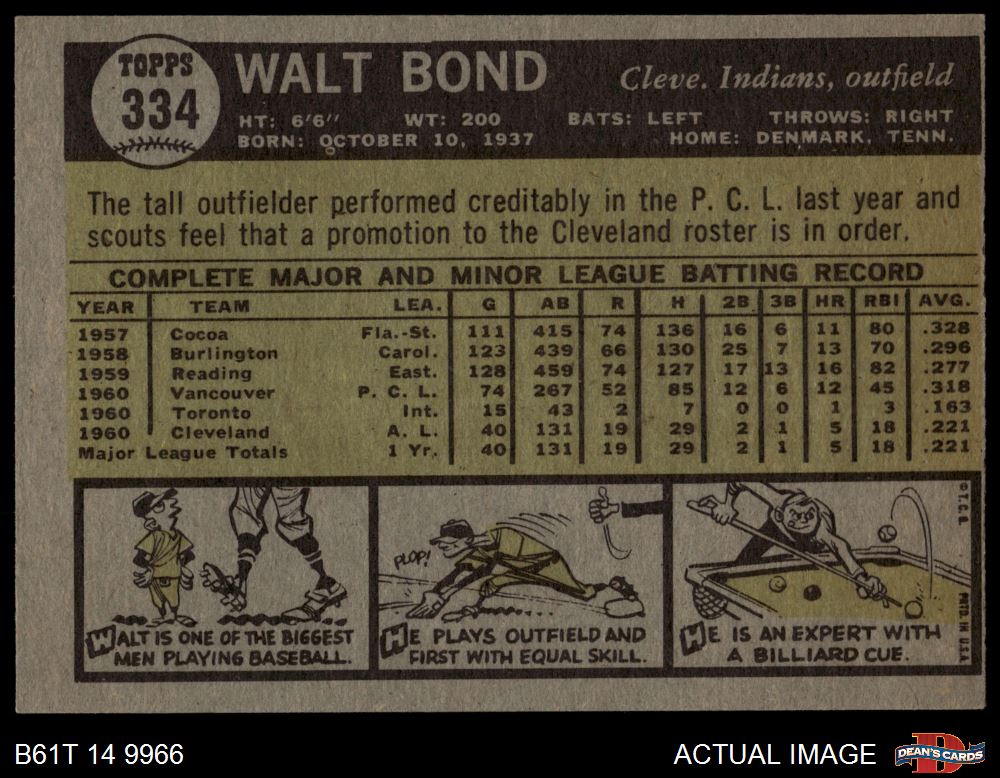 TOPPS
334
WALT BOND
Cleve. Indians, outfield
HT: 6'6" WT: 200 BATS: LEFT THROWS: RIGHT
BORN: OCTOBER 10, 1937 HOME: DENMARK, TENN.
The tall outfielder performed creditably in the P. C. L. last year and
scouts feel that a promotion to the Cleveland roster is in order.
COMPLETE MAJOR AND MINOR LEAGUE BATTING RECORD
YEAR TEAM LEA. G AB R H 2B 3B HR RBI AVG.
1957 Cocoa Fla.-St. 111 415 74 136 16 6 11 80 .328
1958 Burlington Carol. 123 439 66 130 25 7 13 70 .296
1959 Reading East. 128 459 74 127 17 13 16 82 .277
1960 Vancouver P. C. L. 74 267 52 85 12 6 12 45 .318
1960 Toronto Int. 15 43 2 7 0 0 1 3 .163
1960 Cleveland A. L. 40 131 19 29 2 1 5 18 .221
Major League Totals 1 Yr. 40 131 19 29 2 1 5 18 .221
PLOP!
WALT IS ONE OF THE BIGGEST
MEN PLAYING BASEBALL.
HE PLAYS OUTFIELD AND
FIRST WITH EQUAL SKILL.
HE IS AN EXPERT WITH
A BILLIARD CUE.
© T.C.G.
PRTD. IN U.S.A.
B61T 14 9966
ACTUAL IMAGE
DEAN'S CARDS